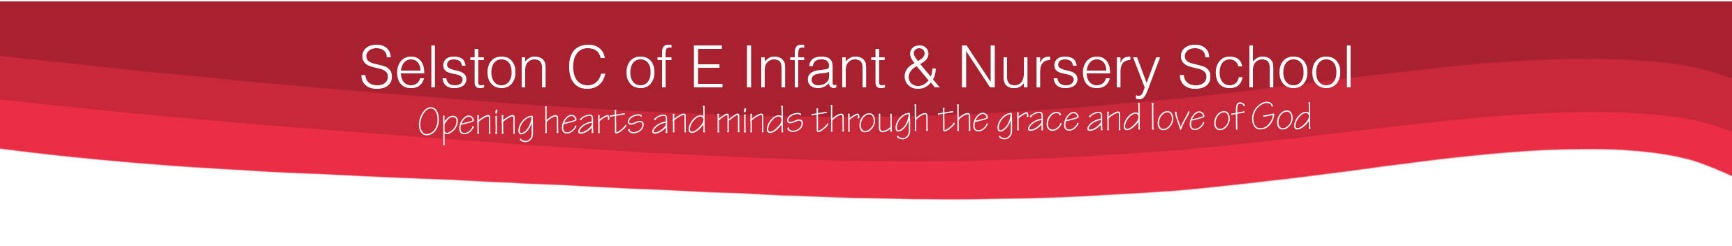 Selston C of E Infant & Nursery School
Opening hearts and minds through the grace and love of God